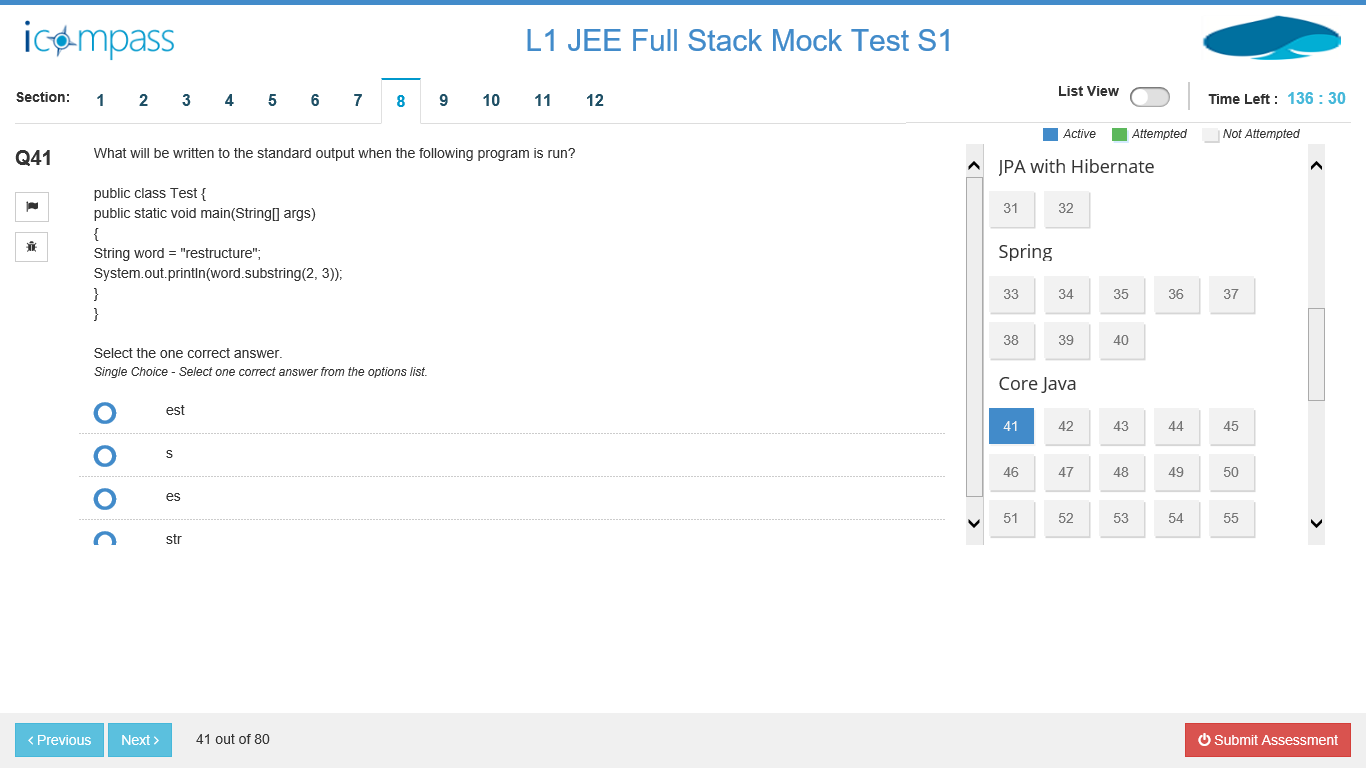 icompass
L1 JEE Full Stack Mock Test S1
Section: 1 2 3 4 5 6 7 8 9 10 11 12
List View
Time Left : 136 : 30
Active Attempted Not Attempted
Q41
What will be written to the standard output when the following program is run?
public class Test {
public static void main(String[] args)
{
String word = "restructure";
System.out.println(word.substring(2, 3));
}
}
Select the one correct answer.
Single Choice - Select one correct answer from the options list.
est
s
es
str
JPA with Hibernate
31 32
Spring
33 34 35 36 37
38 39 40
Core Java
41 42 43 44 45
46 47 48 49 50
51 52 53 54 55
‹ Previous Next › 41 out of 80 Submit Assessment